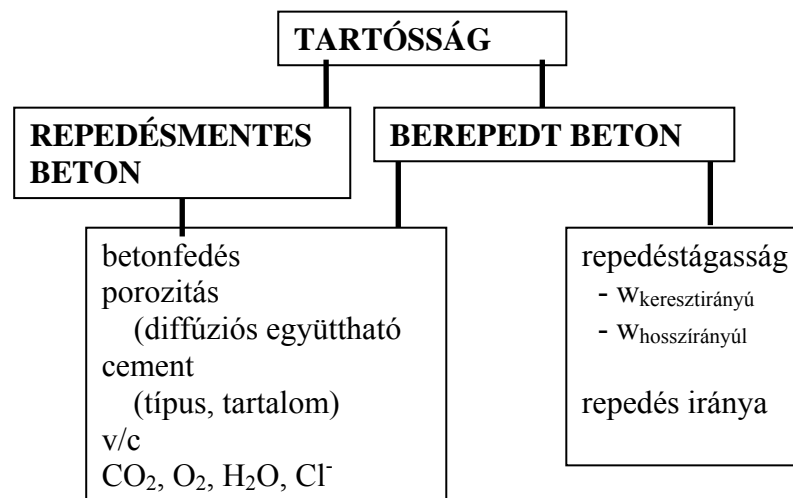 TARTÓSSÁG
REPEDÉSMENTES
BETON
BEREPEDT BETON
betonfedés
porozitás
(diffúziós együttható
cement
(típus, tartalom)
v/c
CO₂, O₂, H₂O, Cl⁻
repedéstágasság
- wkeresztirányú
- whosszírányúl
repedés iránya